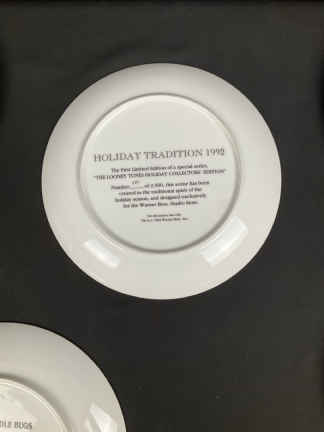 HOLIDAY TRADITION 1992
The First Limited Edition of a special series,
"THE LOONEY TUNES HOLIDAY COLLECTORS' EDITION"
Number of 2,500, this scene has been
created in the traditional spirit of the
holiday season, and designed exclusively
for the Warner Bros. Studio Store.
DLE BUGS